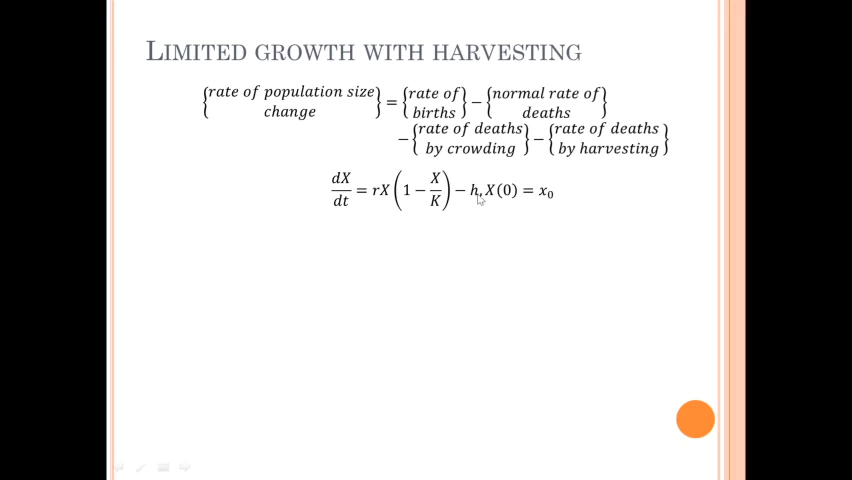 LIMITED GROWTH WITH HARVESTING
{rate of population size change} = {rate of births} − {normal rate of deaths}
− {rate of deaths by crowding} − {rate of deaths by harvesting}
dX/dt = rX(1 − X/K) − h, X(0) = x₀